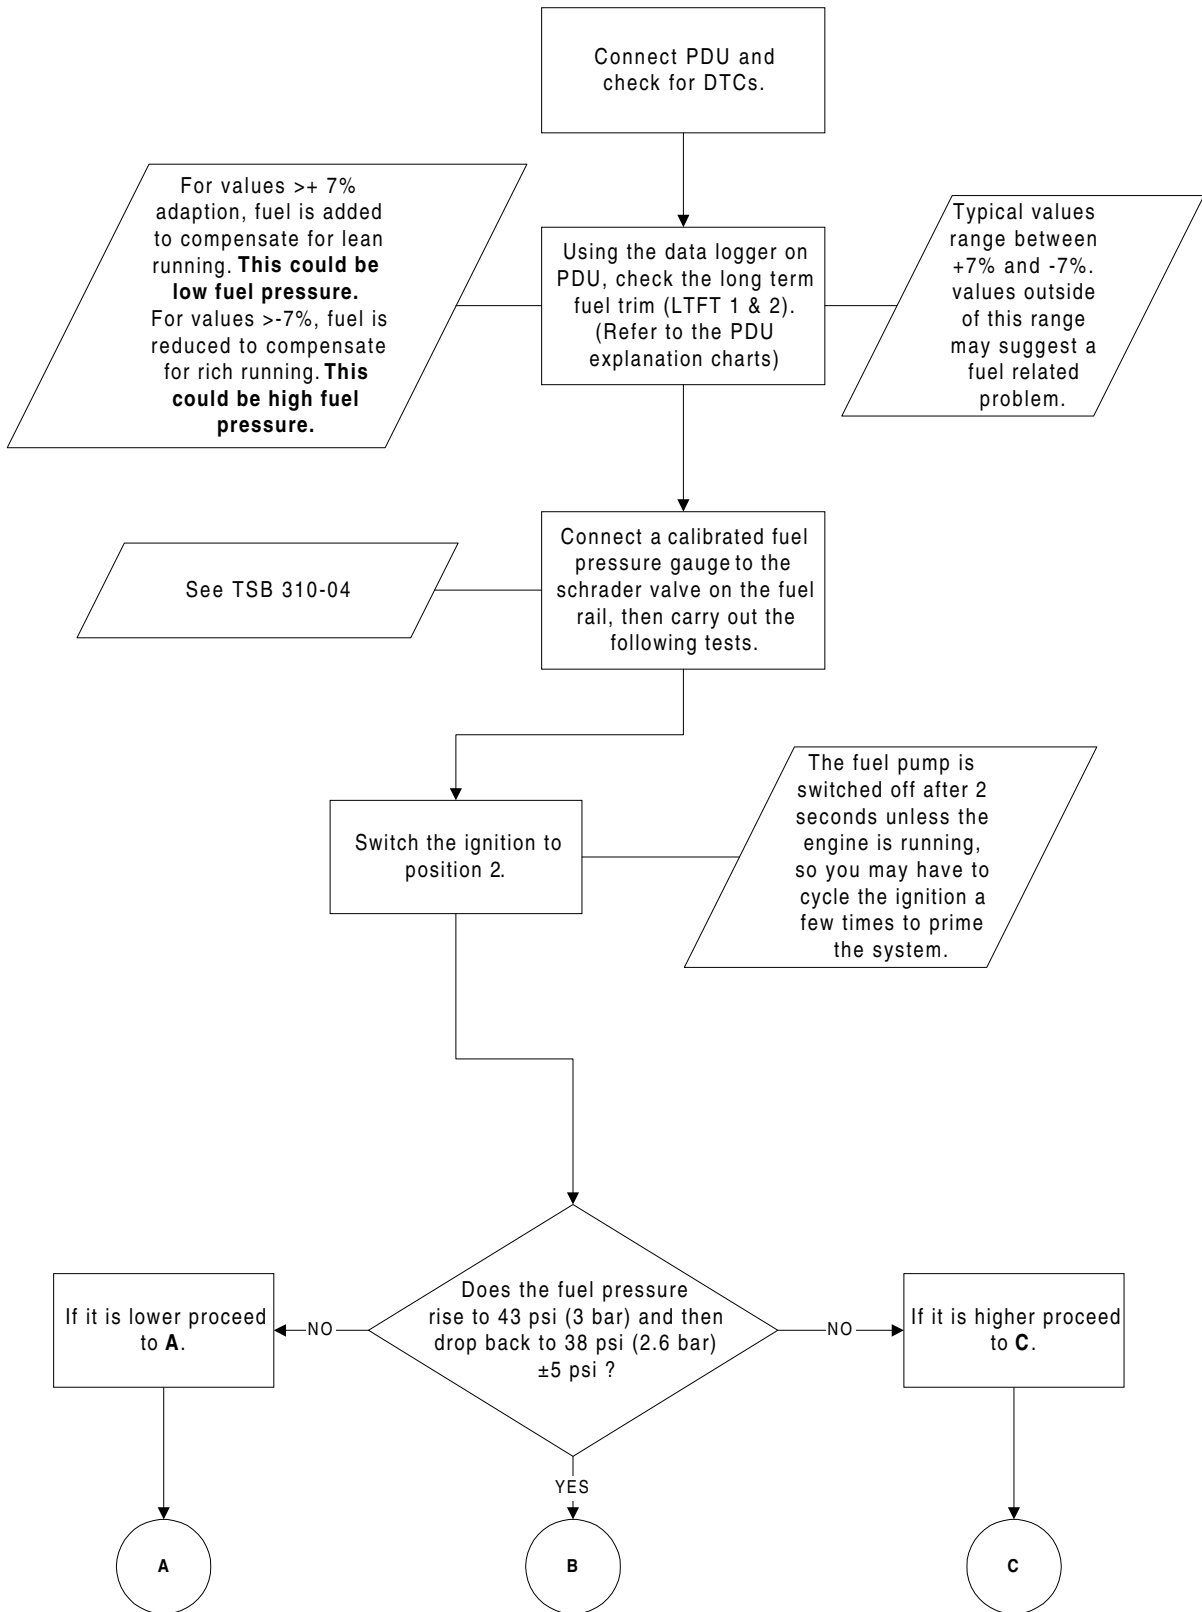 Connect PDU and
check for DTCs.
For values >+ 7%
adaption, fuel is added
to compensate for lean
running. This could be
low fuel pressure.
For values >-7%, fuel is
reduced to compensate
for rich running. This
could be high fuel
pressure.
Using the data logger on
PDU, check the long term
fuel trim (LTFT 1 & 2).
(Refer to the PDU
explanation charts)
Typical values
range between
+7% and -7%.
values outside
of this range
may suggest a
fuel related
problem.
See TSB 310-04
Connect a calibrated fuel
pressure gauge to the
schrader valve on the fuel
rail, then carry out the
following tests.
Switch the ignition to
position 2.
The fuel pump is
switched off after 2
seconds unless the
engine is running,
so you may have to
cycle the ignition a
few times to prime
the system.
If it is lower proceed
to A.
NO
Does the fuel pressure
rise to 43 psi (3 bar) and then
drop back to 38 psi (2.6 bar)
±5 psi ?
NO
If it is higher proceed
to C.
YES
A
B
C